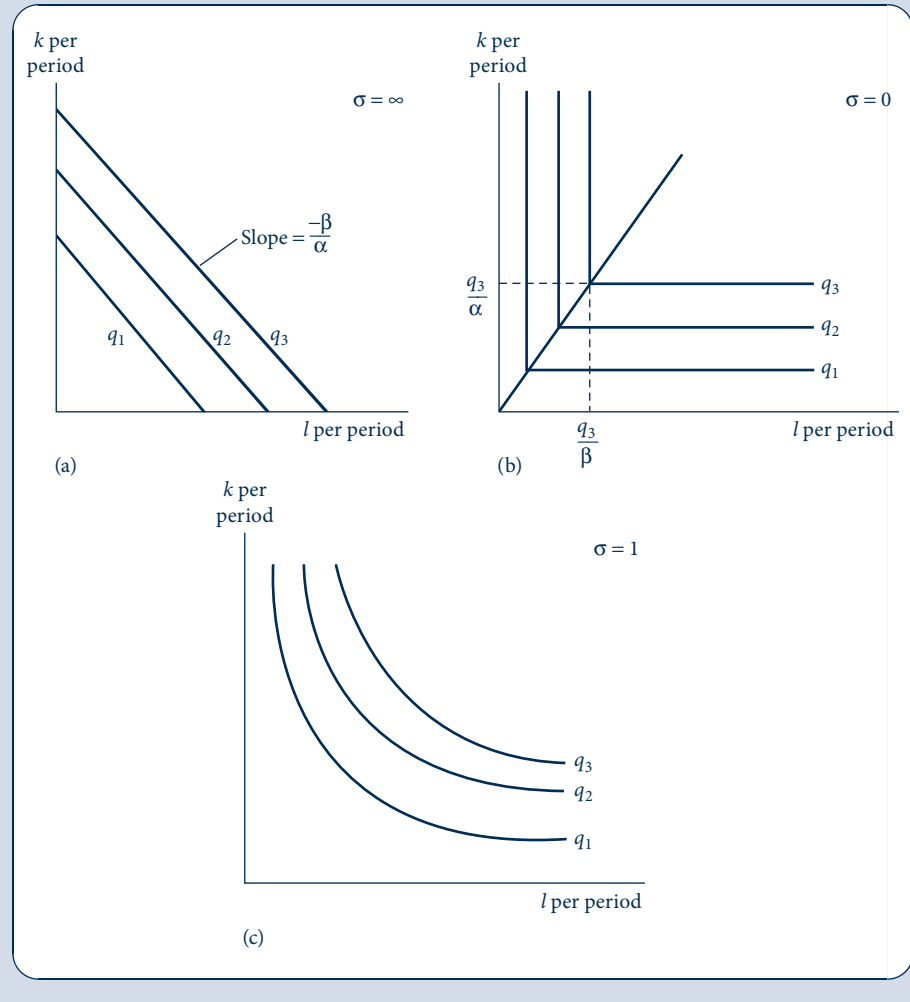 k per
period
σ = ∞
Slope = –β/α
q1
q2
q3
l per period
(a)
k per
period
σ = 0
q3/α
q3
q2
q1
q3/β
l per period
(b)
k per
period
σ = 1
q3
q2
q1
l per period
(c)